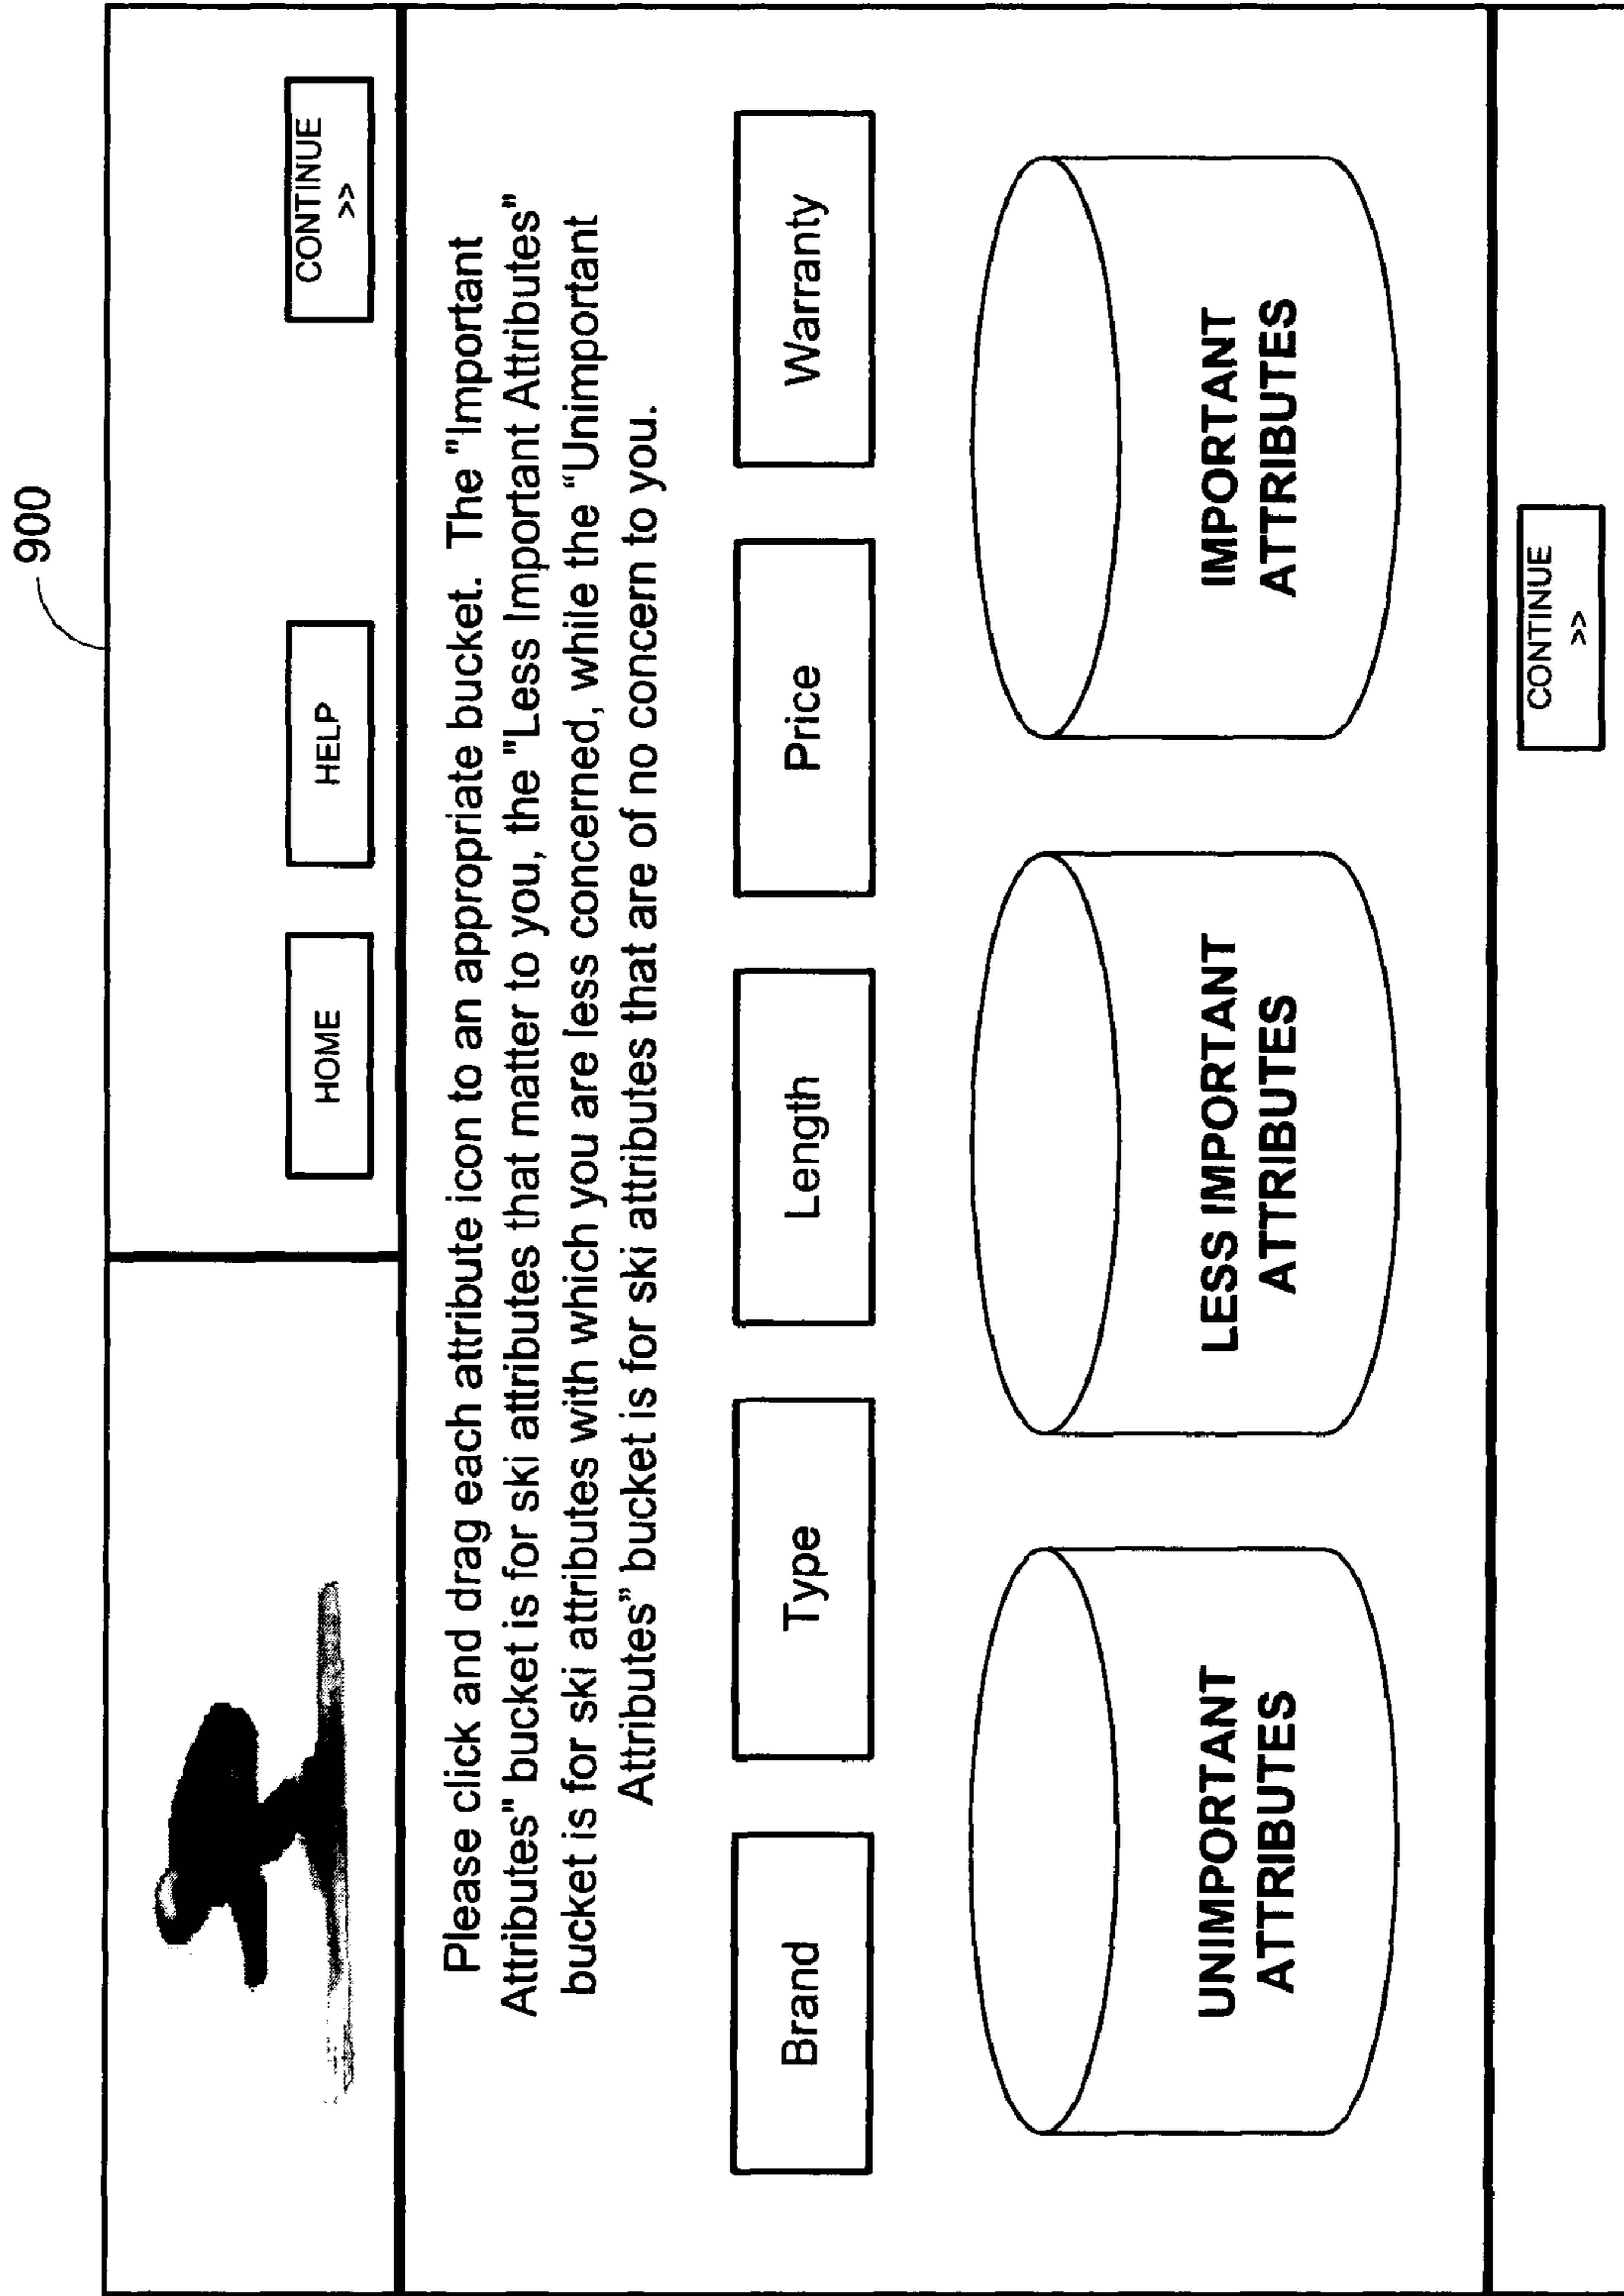 900
HOME
HELP
CONTINUE
>>
Please click and drag each attribute icon to an appropriate bucket. The "Important
Attributes" bucket is for ski attributes that matter to you, the "Less Important Attributes"
bucket is for ski attributes with which you are less concerned, while the “Unimportant
Attributes” bucket is for ski attributes that are of no concern to you.
Brand
Type
Length
Price
Warranty
UNIMPORTANT
ATTRIBUTES
LESS IMPORTANT
ATTRIBUTES
IMPORTANT
ATTRIBUTES
CONTINUE
>>